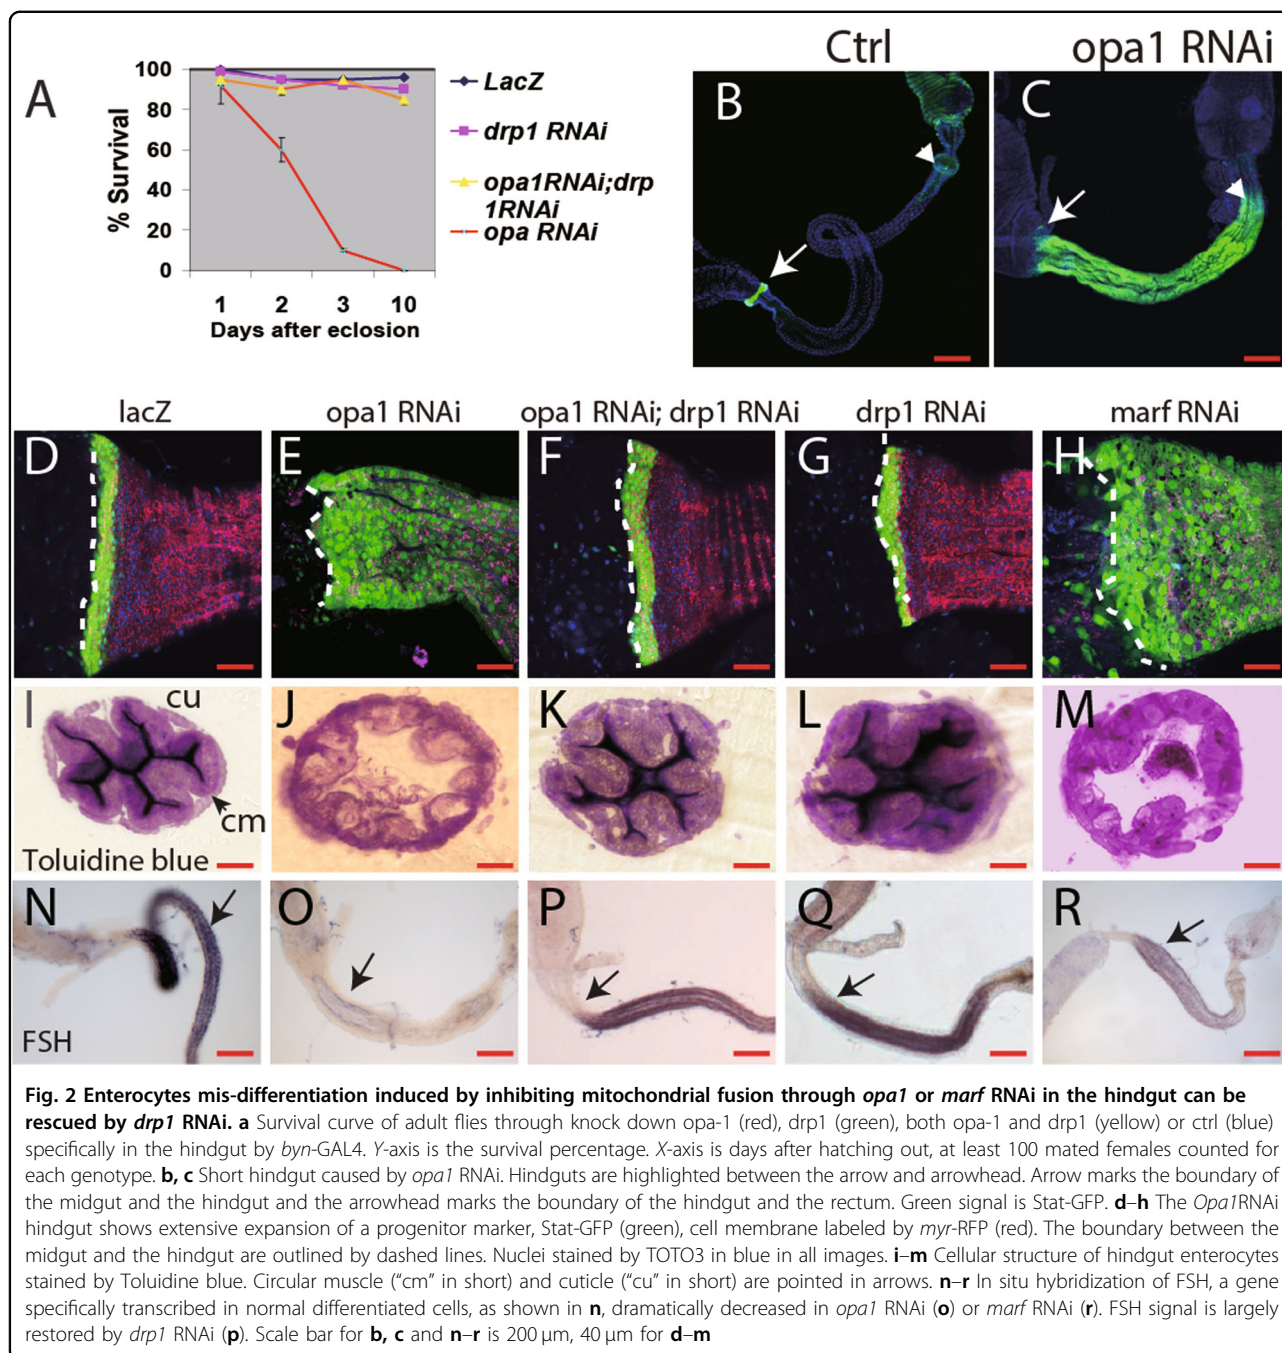 Ctrl
opa1 RNAi
A
100
80
60
40
20
0
% Survival
1 2 3 10
Days after eclosion
LacZ
drp1 RNAi
opa1RNAi;drp
1RNAi
opa RNAi
B
C
lacZ
opa1 RNAi
opa1 RNAi; drp1 RNAi
drp1 RNAi
marf RNAi
D
E
F
G
H
I
cu
cm
Toluidine blue
J
K
L
M
N
FSH
O
P
Q
R
Fig. 2 Enterocytes mis-differentiation induced by inhibiting mitochondrial fusion through opa1 or marf RNAi in the hindgut can be
rescued by drp1 RNAi. a Survival curve of adult flies through knock down opa-1 (red), drp1 (green), both opa-1 and drp1 (yellow) or ctrl (blue)
specifically in the hindgut by byn-GAL4. Y-axis is the survival percentage. X-axis is days after hatching out, at least 100 mated females counted for
each genotype. b, c Short hindgut caused by opa1 RNAi. Hindguts are highlighted between the arrow and arrowhead. Arrow marks the boundary of
the midgut and the hindgut and the arrowhead marks the boundary of the hindgut and the rectum. Green signal is Stat-GFP. d–h The Opa1RNAi
hindgut shows extensive expansion of a progenitor marker, Stat-GFP (green), cell membrane labeled by myr-RFP (red). The boundary between the
midgut and the hindgut are outlined by dashed lines. Nuclei stained by TOTO3 in blue in all images. i–m Cellular structure of hindgut enterocytes
stained by Toluidine blue. Circular muscle (“cm” in short) and cuticle (“cu” in short) are pointed in arrows. n–r In situ hybridization of FSH, a gene
specifically transcribed in normal differentiated cells, as shown in n, dramatically decreased in opa1 RNAi (o) or marf RNAi (r). FSH signal is largely
restored by drp1 RNAi (p). Scale bar for b, c and n–r is 200 μm, 40 μm for d–m